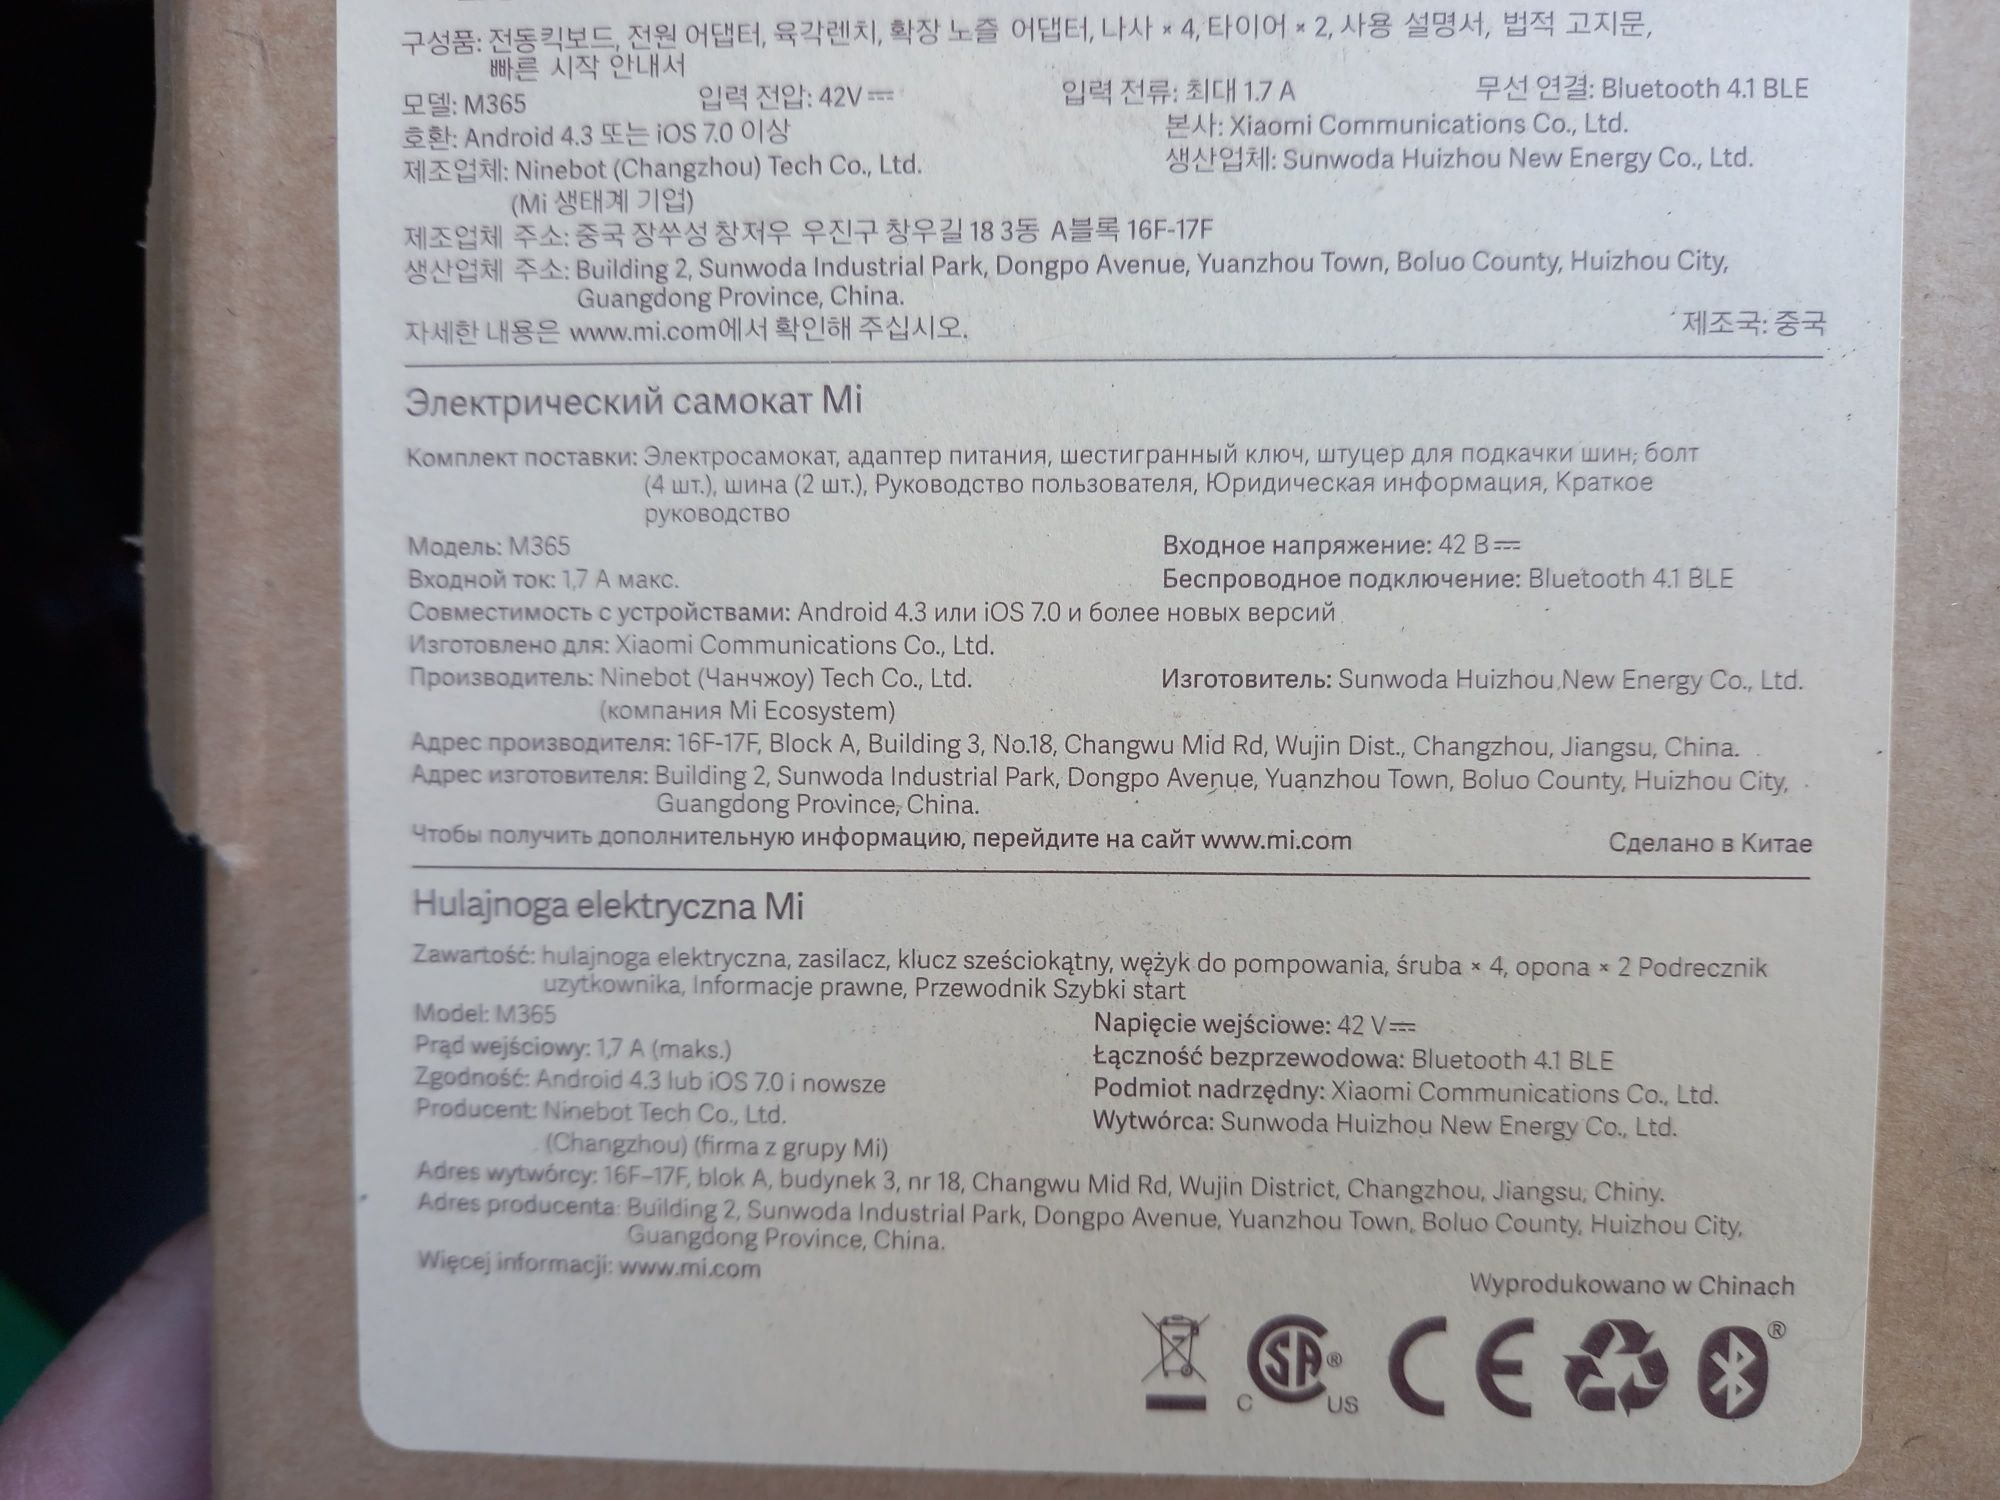 구성품: 전동킥보드, 전원 어댑터, 육각렌치, 확장 노즐 어댑터, 나사 × 4, 타이어 × 2, 사용 설명서, 법적 고지문,
빠른 시작 안내서
모델: M365 입력 전압: 42V⎓ 입력 전류: 최대 1.7 A 무선 연결: Bluetooth 4.1 BLE
호환: Android 4.3 또는 iOS 7.0 이상 본사: Xiaomi Communications Co., Ltd.
제조업체: Ninebot (Changzhou) Tech Co., Ltd. 생산업체: Sunwoda Huizhou New Energy Co., Ltd.
(Mi 생태계 기업)
제조업체 주소: 중국 장쑤성 창저우 우진구 창우길 18 3동 A블록 16F-17F
생산업체 주소: Building 2, Sunwoda Industrial Park, Dongpo Avenue, Yuanzhou Town, Boluo County, Huizhou City,
Guangdong Province, China.
자세한 내용은 www.mi.com에서 확인해 주십시오. 제조국: 중국
Электрический самокат Mi
Комплект поставки: Электросамокат, адаптер питания, шестигранный ключ, штуцер для подкачки шин, болт
(4 шт.), шина (2 шт.), Руководство пользователя, Юридическая информация, Краткое
руководство
Модель: M365 Входное напряжение: 42 В⎓
Входной ток: 1,7 А макс. Беспроводное подключение: Bluetooth 4.1 BLE
Совместимость с устройствами: Android 4.3 или iOS 7.0 и более новых версий
Изготовлено для: Xiaomi Communications Co., Ltd.
Производитель: Ninebot (Чанчжоу) Tech Co., Ltd. Изготовитель: Sunwoda Huizhou New Energy Co., Ltd.
(компания Mi Ecosystem)
Адрес производителя: 16F-17F, Block A, Building 3, No.18, Changwu Mid Rd, Wujin Dist., Changzhou, Jiangsu, China.
Адрес изготовителя: Building 2, Sunwoda Industrial Park, Dongpo Avenue, Yuanzhou Town, Boluo County, Huizhou City,
Guangdong Province, China.
Чтобы получить дополнительную информацию, перейдите на сайт www.mi.com Сделано в Китае
Hulajnoga elektryczna Mi
Zawartość: hulajnoga elektryczna, zasilacz, klucz sześciokątny, wężyk do pompowania, śruba × 4, opona × 2 Podrecznik
uzytkownika, Informacje prawne, Przewodnik Szybki start
Model: M365 Napięcie wejściowe: 42 V⎓
Prąd wejściowy: 1,7 A (maks.) Łączność bezprzewodowa: Bluetooth 4.1 BLE
Zgodność: Android 4.3 lub iOS 7.0 i nowsze Podmiot nadrzędny: Xiaomi Communications Co., Ltd.
Producent: Ninebot Tech Co., Ltd. Wytwórca: Sunwoda Huizhou New Energy Co., Ltd.
(Changzhou) (firma z grupy Mi)
Adres wytwórcy: 16F–17F, blok A, budynek 3, nr 18, Changwu Mid Rd, Wujin District, Changzhou, Jiangsu, Chiny.
Adres producenta: Building 2, Sunwoda Industrial Park, Dongpo Avenue, Yuanzhou Town, Boluo County, Huizhou City,
Guangdong Province, China.
Więcej informacji: www.mi.com
Wyprodukowano w Chinach
C SA ® US CE ®